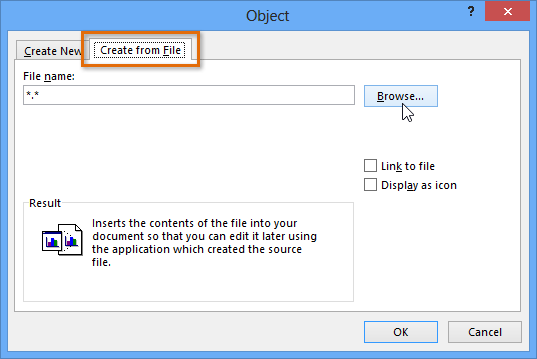 Object
?
Create New
Create from File
File name:
*.*
Browse...
Link to file
Display as icon
Result
Inserts the contents of the file into your
document so that you can edit it later using
the application which created the source
file.
OK
Cancel